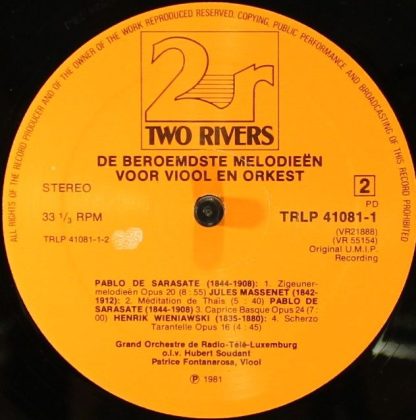 ALL RIGHTS OF THE RECORD PRODUCER AND OF THE OWNER OF THE WORK REPRODUCED RESERVED. COPYING, PUBLIC PERFORMANCE AND BROADCASTING OF THIS RECORD PROHIBITED
2r
TWO RIVERS
DE BEROEMDSTE MELODIEËN
VOOR VIOOL EN ORKEST
STEREO
2
PD
33 1/3 RPM
TRLP 41081-1
TRLP 41081-1-2
(VR21888)
(VR 55154)
Original U.M.I.P.
Recording
PABLO DE SARASATE (1844-1908): 1. Zigeuner-
melodieën Opus 20 (8 : 55) JULES MASSENET (1842-
1912): 2. Méditation de Thaïs (5 : 40) PABLO DE
SARASATE (1844-1908) 3. Caprice Basque Opus 24 (7 :
00) HENRIK WIENIAWSKI (1835-1880): 4. Scherzo
Tarantelle Opus 16 (4 : 45)
Grand Orchestre de Radio-Télé-Luxemburg
o.l.v. Hubert Soudant
Patrice Fontanarosa, Viool
℗ 1981